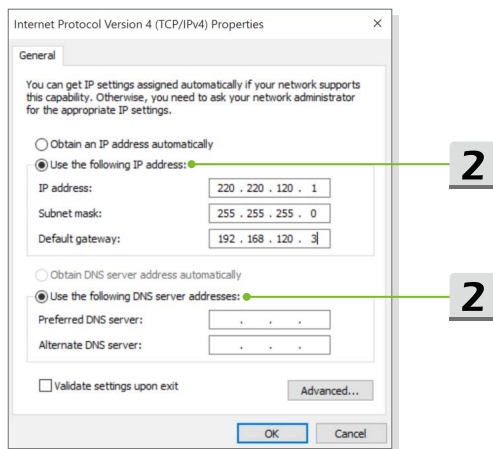 Internet Protocol Version 4 (TCP/IPv4) Properties
General
You can get IP settings assigned automatically if your network supports
this capability. Otherwise, you need to ask your network administrator
for the appropriate IP settings.
Obtain an IP address automatically
Use the following IP address:
2
IP address: 220 . 220 . 120 . 1
Subnet mask: 255 . 255 . 255 . 0
Default gateway: 192 . 168 . 120 . 3
Obtain DNS server address automatically
Use the following DNS server addresses:
2
Preferred DNS server: . . .
Alternate DNS server: . . .
Validate settings upon exit
Advanced...
OK Cancel